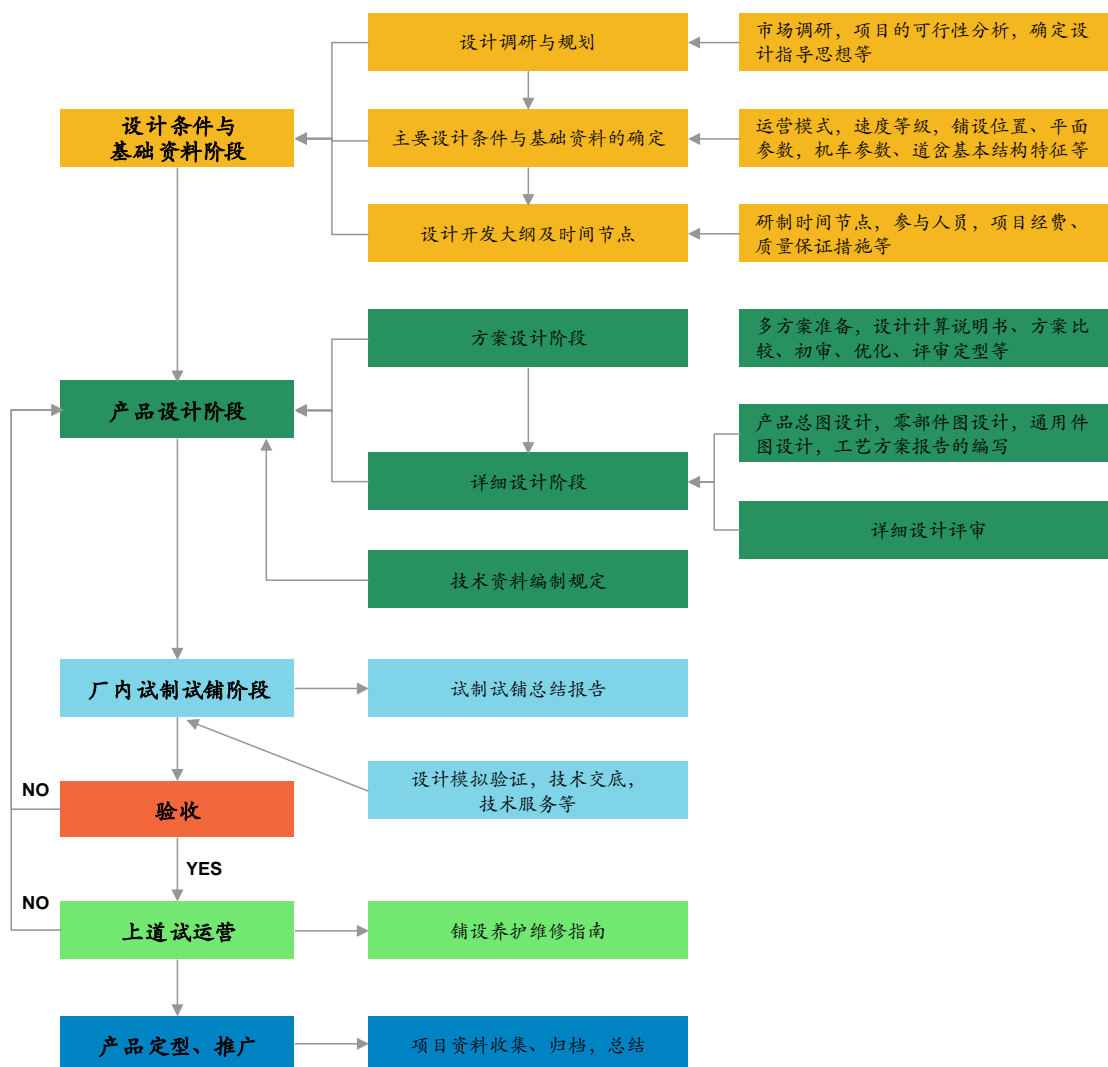 设计调研与规划
市场调研，项目的可行性分析，确定设
计指导思想等
设计条件与
基础资料阶段
主要设计条件与基础资料的确定
运营模式，速度等级，铺设位置、平面
参数，机车参数、道岔基本结构特征等
设计开发大纲及时间节点
研制时间节点，参与人员，项目经费、
质量保证措施等
方案设计阶段
多方案准备，设计计算说明书、方案比
较、初审、优化、评审定型等
产品设计阶段
产品总图设计，零部件图设计，通用件
图设计，工艺方案报告的编写
详细设计阶段
详细设计评审
技术资料编制规定
厂内试制试铺阶段
试制试铺总结报告
设计模拟验证，技术交底，
技术服务等
NO
验收
YES
NO
上道试运营
铺设养护维修指南
产品定型、推广
项目资料收集、归档，总结